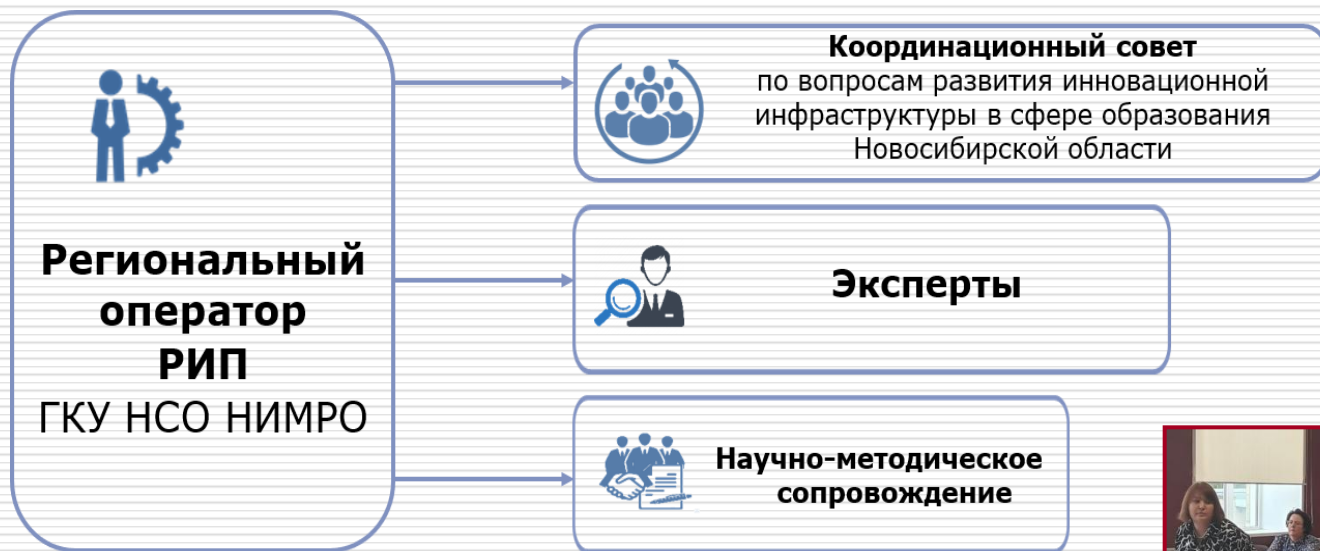 Региональный
оператор
РИП
ГКУ НСО НИМРО
Координационный совет
по вопросам развития инновационной
инфраструктуры в сфере образования
Новосибирской области
Эксперты
Научно-методическое
сопровождение